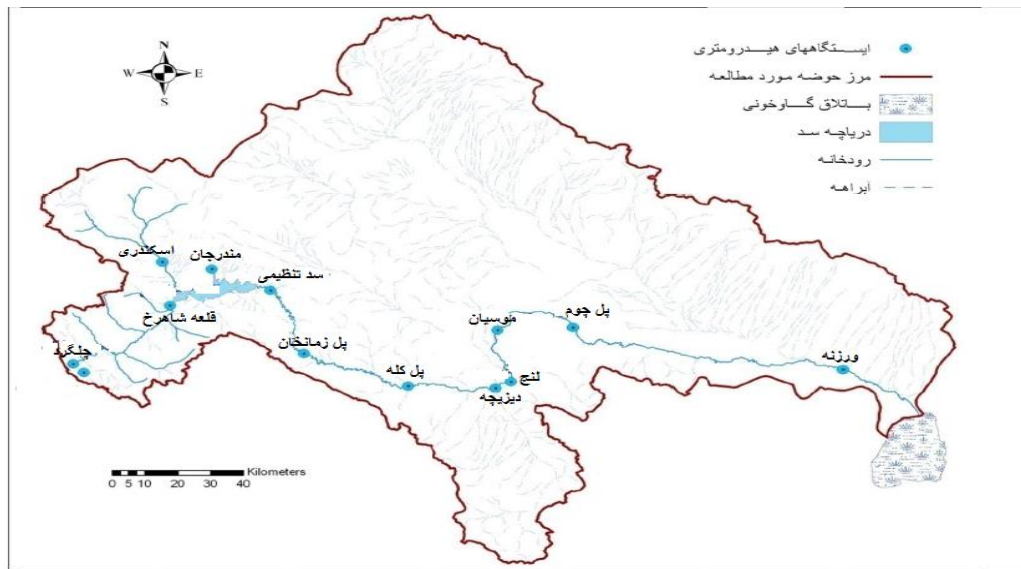 ایستگاههای هیدرومتری
مرز حوضه مورد مطالعه
باتلاق گاوخونی
دریاچه سد
رودخانه
آبراهه
N
W E
S
اسکندری
مندرجان
سد تنظیمی
قلعه شاهرخ
چلگرد
پل زمانخان
پل کله
موسیان
پل چوم
لنج
دیزیچه
ورزنه
Kilometers
0 5 10 20 30 40